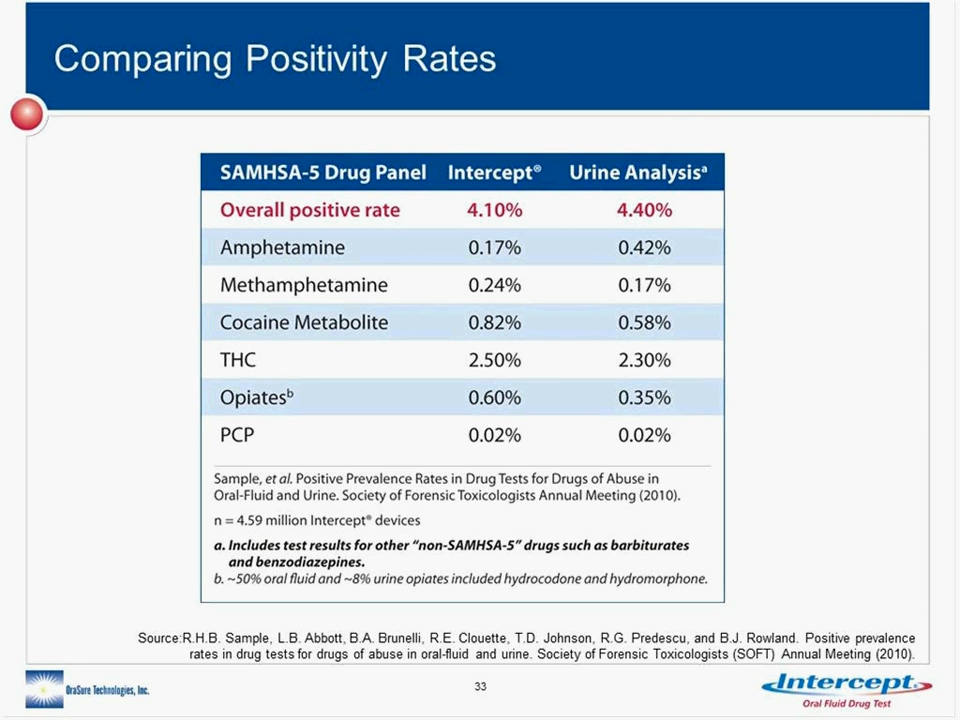 Comparing Positivity Rates
SAMHSA-5 Drug Panel Intercept® Urine Analysisᵃ
Overall positive rate 4.10% 4.40%
Amphetamine 0.17% 0.42%
Methamphetamine 0.24% 0.17%
Cocaine Metabolite 0.82% 0.58%
THC 2.50% 2.30%
Opiatesᵇ 0.60% 0.35%
PCP 0.02% 0.02%
Sample, et al. Positive Prevalence Rates in Drug Tests for Drugs of Abuse in
Oral-Fluid and Urine. Society of Forensic Toxicologists Annual Meeting (2010).
n = 4.59 million Intercept® devices
a. Includes test results for other “non-SAMHSA-5” drugs such as barbiturates
and benzodiazepines.
b. ~50% oral fluid and ~8% urine opiates included hydrocodone and hydromorphone.
Source:R.H.B. Sample, L.B. Abbott, B.A. Brunelli, R.E. Clouette, T.D. Johnson, R.G. Predescu, and B.J. Rowland. Positive prevalence
rates in drug tests for drugs of abuse in oral-fluid and urine. Society of Forensic Toxicologists (SOFT) Annual Meeting (2010).
OraSure Technologies, Inc.
33
Intercept®
Oral Fluid Drug Test